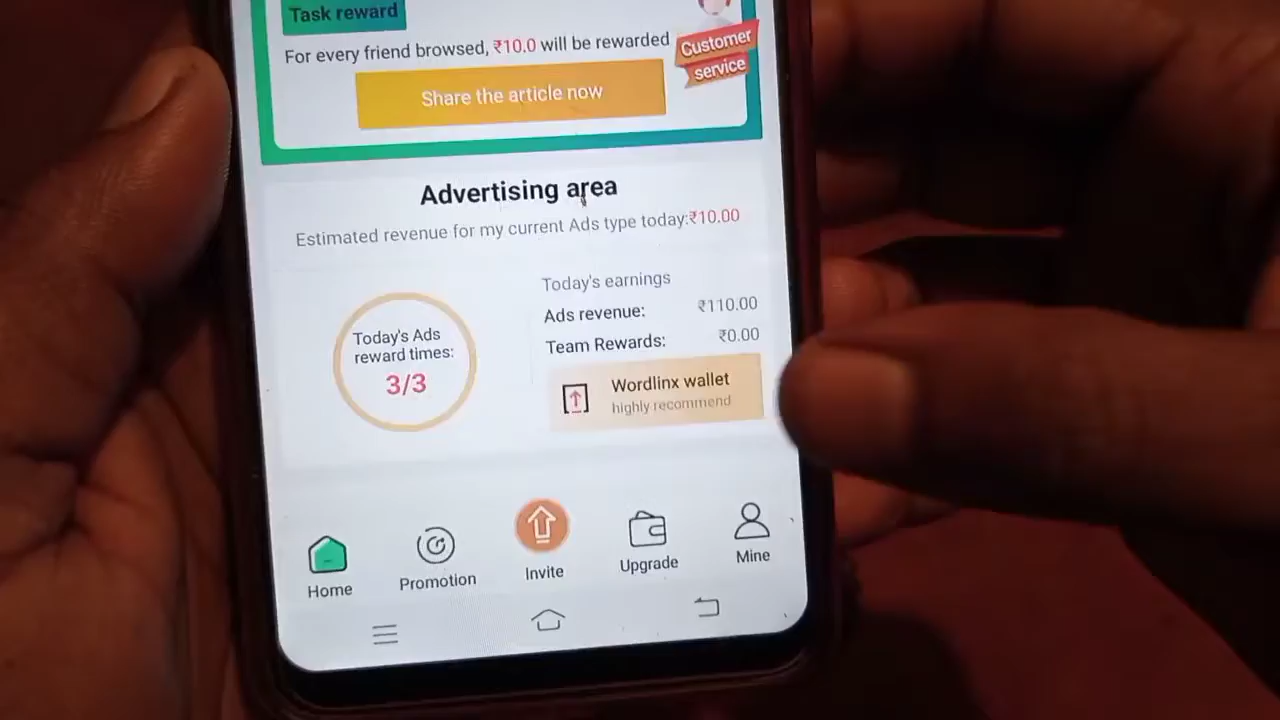 Task reward
For every friend browsed, ₹10.0 will be rewarded
Customer
service
Share the article now
Advertising area
Estimated revenue for my current Ads type today:₹10.00
Today's Ads
reward times:
3/3
Today's earnings
Ads revenue: ₹110.00
Team Rewards: ₹0.00
Wordlinx wallet
highly recommend
Home
Promotion
Invite
Upgrade
Mine